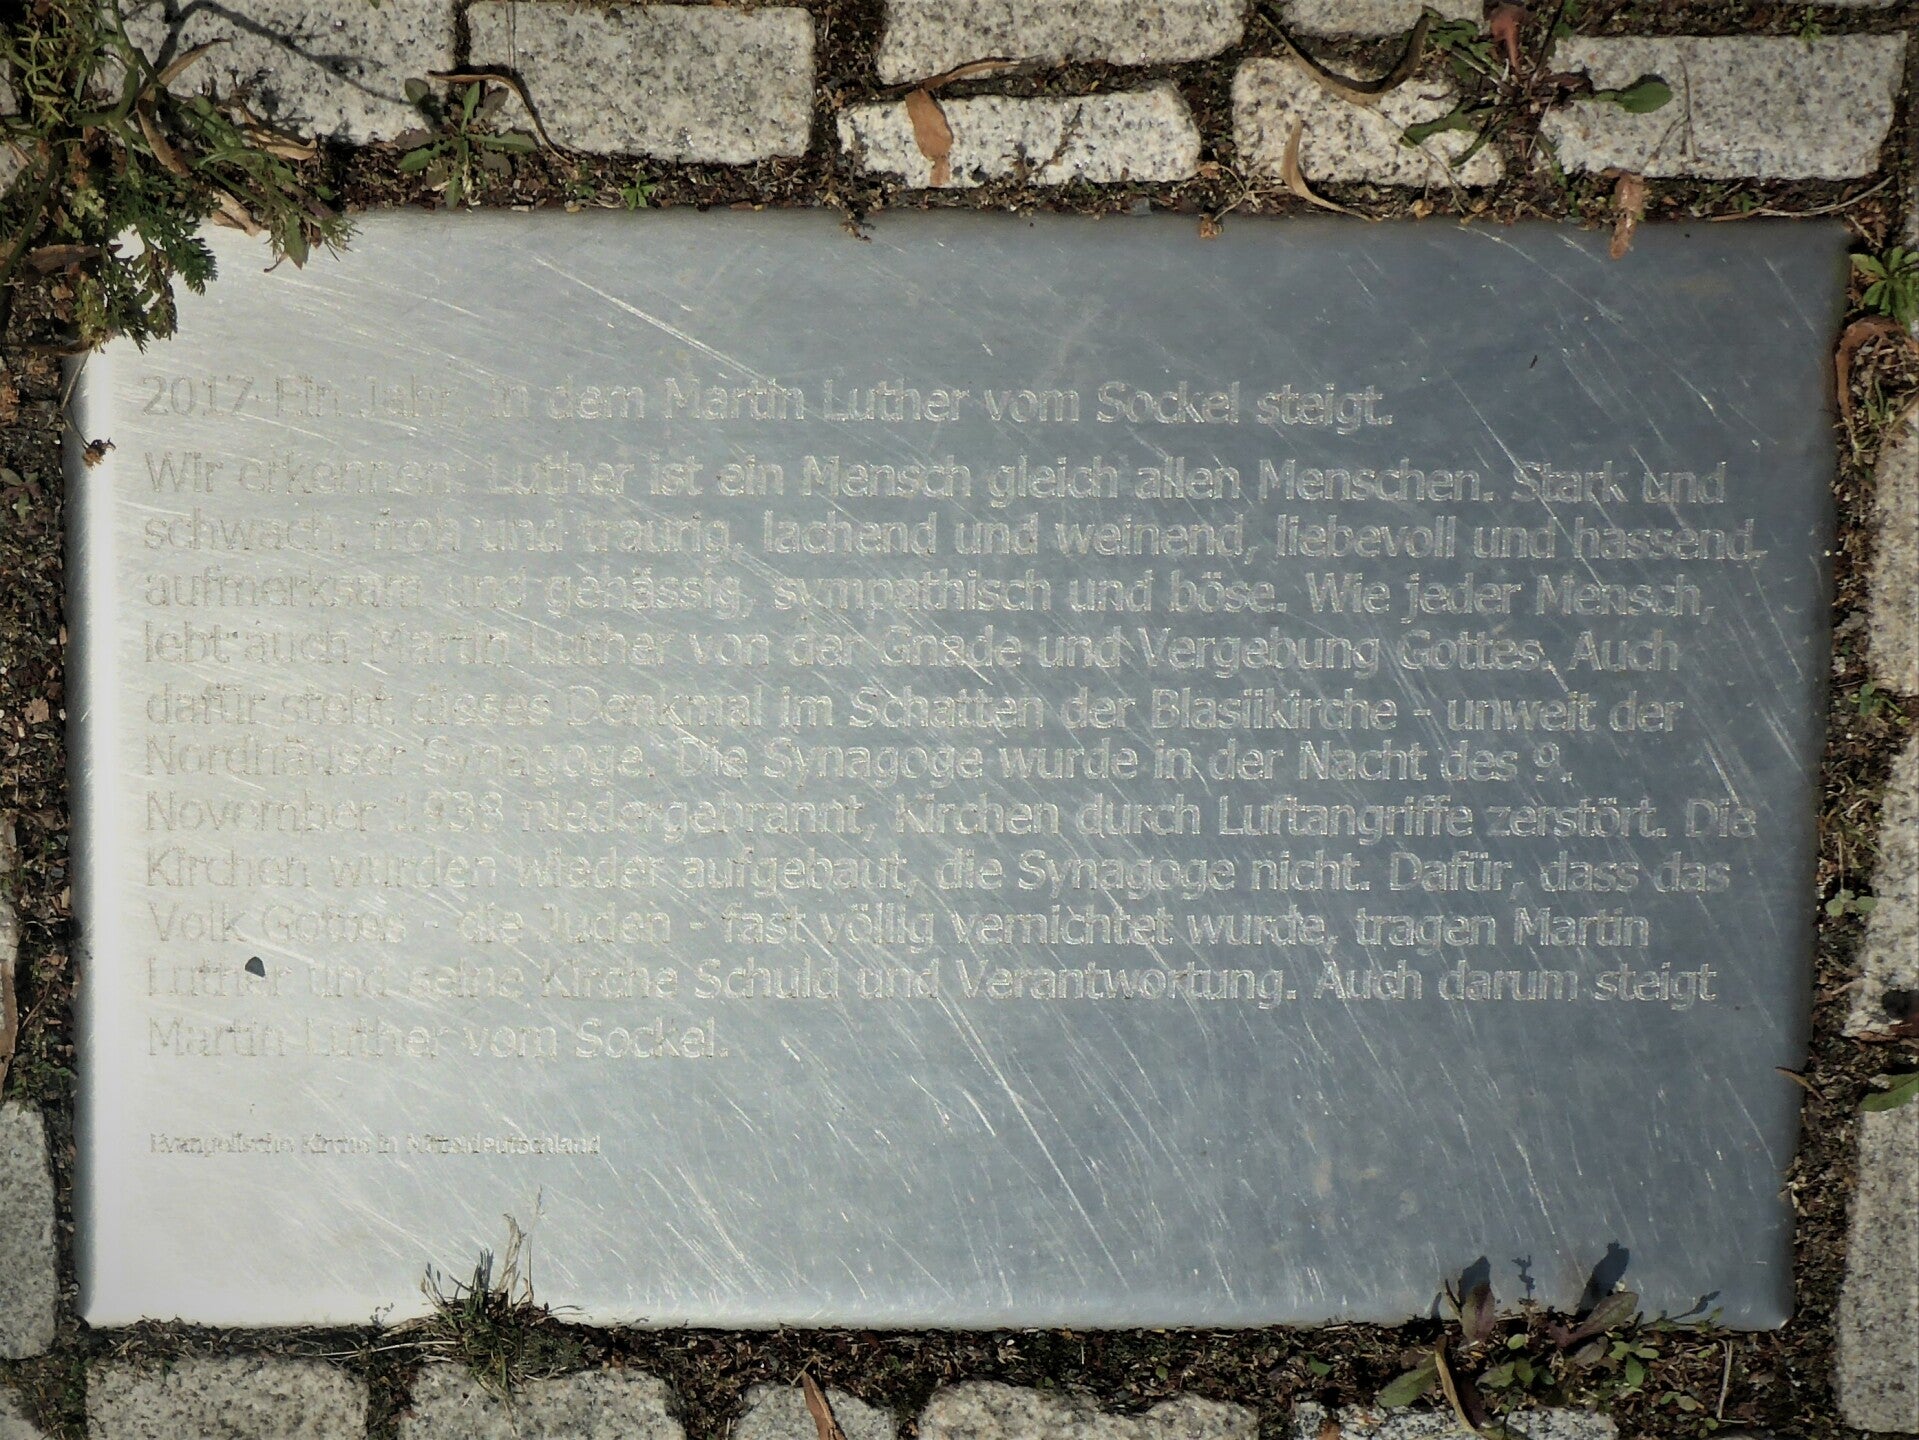 2017 Ein Jahr, in dem Martin Luther vom Sockel steigt.
Wir erkennen: Luther ist ein Mensch gleich allen Menschen. Stark und
schwach, froh und traurig, lachend und weinend, liebevoll und hassend,
aufmerksam und gehässig, sympathisch und böse. Wie jeder Mensch,
lebt auch Martin Luther von der Gnade und Vergebung Gottes. Auch
dafür steht dieses Denkmal im Schatten der Blasiikirche - unweit der
Nordhäuser Synagoge. Die Synagoge wurde in der Nacht des 9.
November 1938 niedergebrannt, Kirchen durch Luftangriffe zerstört. Die
Kirchen wurden wieder aufgebaut, die Synagoge nicht. Dafür, dass das
Volk Gottes - die Juden - fast völlig vernichtet wurde, tragen Martin
Luther und seine Kirche Schuld und Verantwortung. Auch darum steigt
Martin Luther vom Sockel.
Evangelische Kirche in Mitteldeutschland